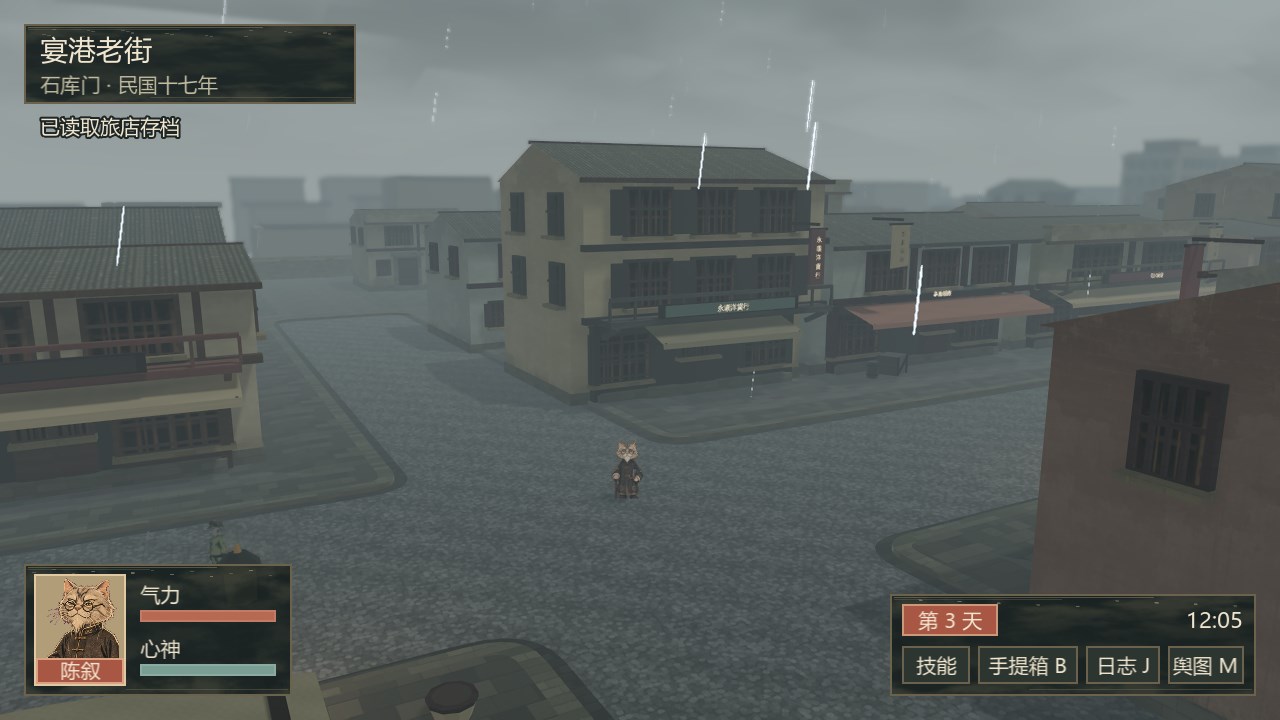 宴港老街
石库门 · 民国十七年
已读取旅店存档
气力
心神
陈叙
第 3 天
12:05
技能
手提箱 B
日志 J
舆图 M